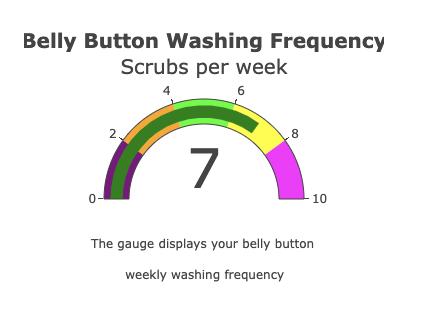 Belly Button Washing Frequency
Scrubs per week
4
6
2
8
7
0
10
The gauge displays your belly button
weekly washing frequency